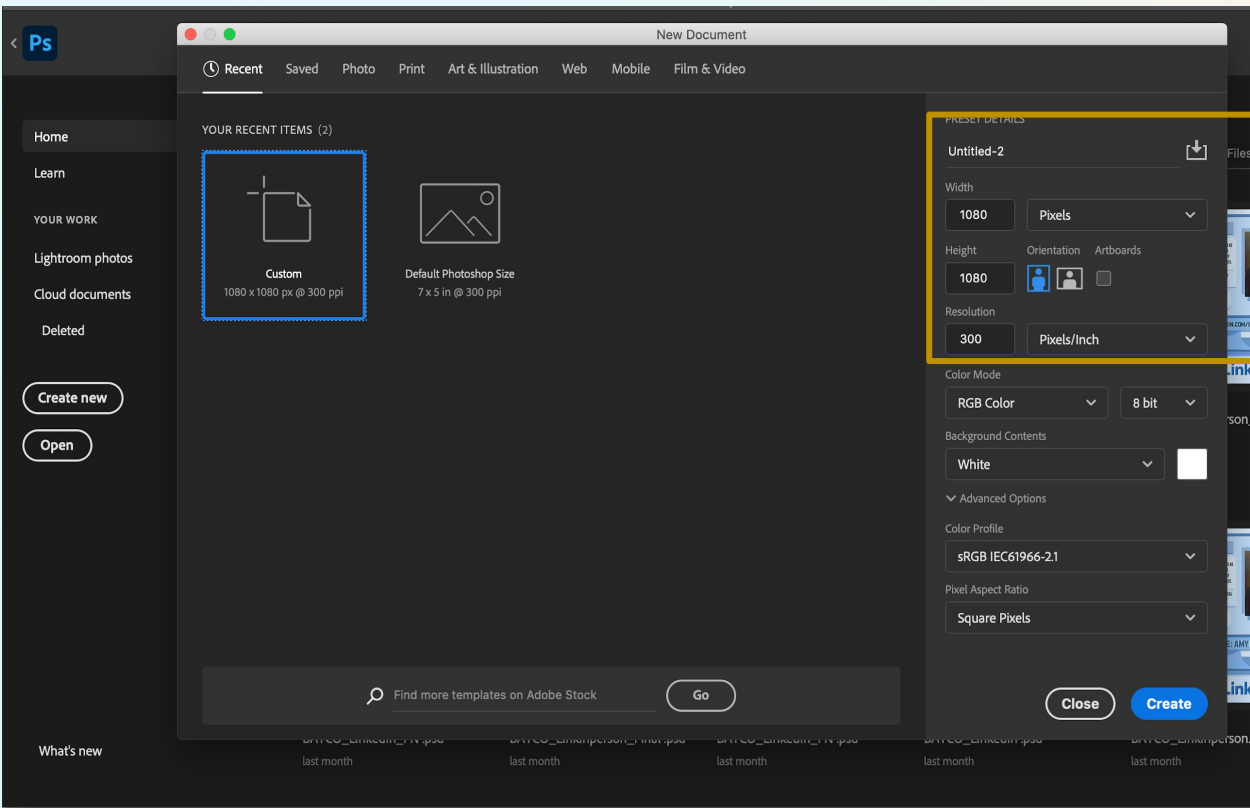 Ps
New Document
Recent Saved Photo Print Art & Illustration Web Mobile Film & Video
Home
Learn
YOUR WORK
Lightroom photos
Cloud documents
Deleted
Create new
Open
What's new
YOUR RECENT ITEMS (2)
Custom
1080 x 1080 px @ 300 ppi
Default Photoshop Size
7 x 5 in @ 300 ppi
Find more templates on Adobe Stock
Go
PRESET DETAILS
Untitled-2
Width
1080 Pixels
Height Orientation Artboards
1080
Resolution
300 Pixels/Inch
Color Mode
RGB Color 8 bit
Background Contents
White
Advanced Options
Color Profile
sRGB IEC61966-2.1
Pixel Aspect Ratio
Square Pixels
Close Create
Files
last month last month last month last month last month